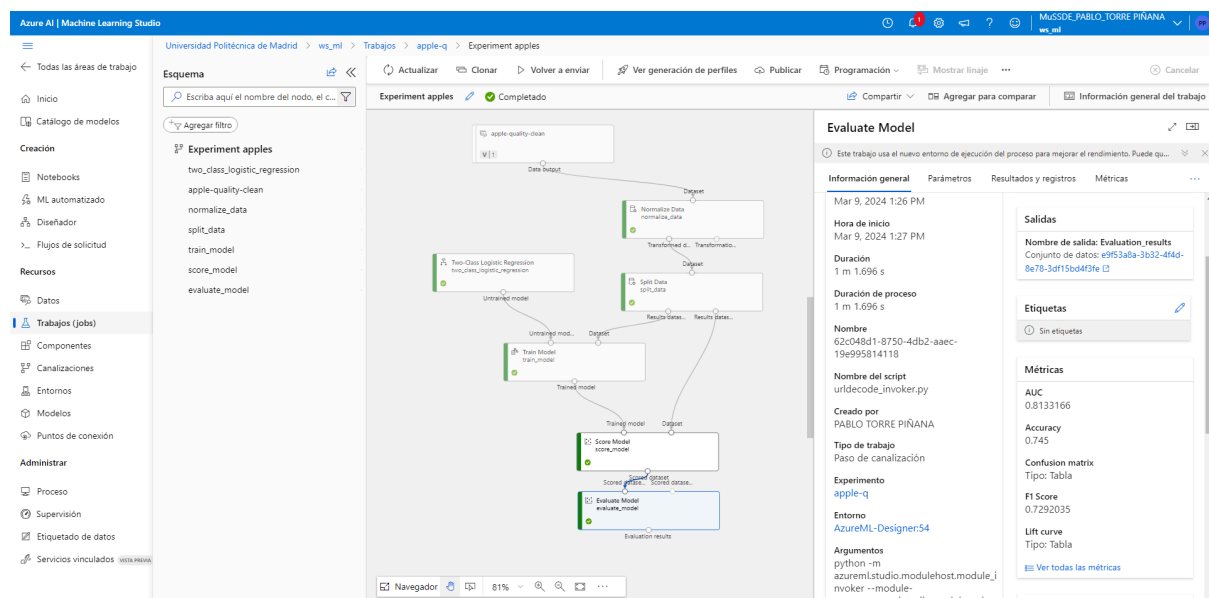 Azure AI | Machine Learning Studio
1
MuSSDE_PABLO_TORRE PIÑANA
ws_ml
PP
Todas las áreas de trabajo
Inicio
Catálogo de modelos
Creación
Notebooks
ML automatizado
Diseñador
Flujos de solicitud
Recursos
Datos
Trabajos (jobs)
Componentes
Canalizaciones
Entornos
Modelos
Puntos de conexión
Administrar
Proceso
Supervisión
Etiquetado de datos
Servicios vinculados VISTA PREVIA
Universidad Politécnica de Madrid > ws_ml > Trabajos > apple-q > Experiment apples
Esquema
Escriba aquí el nombre del nodo, el c...
Agregar filtro
Experiment apples
two_class_logistic_regression
apple-quality-clean
normalize_data
split_data
train_model
score_model
evaluate_model
Actualizar Clonar Volver a enviar Ver generación de perfiles Publicar Programación Mostrar linaje ... Cancelar
Experiment apples Completado Compartir Agregar para comparar Información general del trabajo
apple-quality-clean
V 1
Data output
Dataset
Normalize Data
normalize_data
Transformed d... Transformatio...
Two-Class Logistic Regression
two_class_logistic_regression
Untrained model
Dataset
Split Data
split_data
Results datas... Results datas...
Untrained mod... Dataset
Train Model
train_model
Trained model
Trained model Dataset
Score Model
score_model
Scored dataset
Scored datase... Scored datase...
Evaluate Model
evaluate_model
Evaluation results
Navegador 81% ...
Evaluate Model
Este trabajo usa el nuevo entorno de ejecución del proceso para mejorar el rendimiento. Puede qu...
Información general Parámetros Resultados y registros Métricas ...
Mar 9, 2024 1:26 PM
Hora de inicio
Mar 9, 2024 1:27 PM
Duración
1 m 1.696 s
Duración de proceso
1 m 1.696 s
Nombre
62c048d1-8750-4db2-aaec-
19e995814118
Nombre del script
urldecode_invoker.py
Creado por
PABLO TORRE PIÑANA
Tipo de trabajo
Paso de canalización
Experimento
apple-q
Entorno
AzureML-Designer:54
Argumentos
python -m
azureml.studio.modulehost.module_i
nvoker --module-
Salidas
Nombre de salida: Evaluation_results
Conjunto de datos: e9f53a8a-3b32-4f4d-
8e78-3df15bd4f3fe
Etiquetas
Sin etiquetas
Métricas
AUC
0.8133166
Accuracy
0.745
Confusion matrix
Tipo: Tabla
F1 Score
0.7292035
Lift curve
Tipo: Tabla
Ver todas las métricas